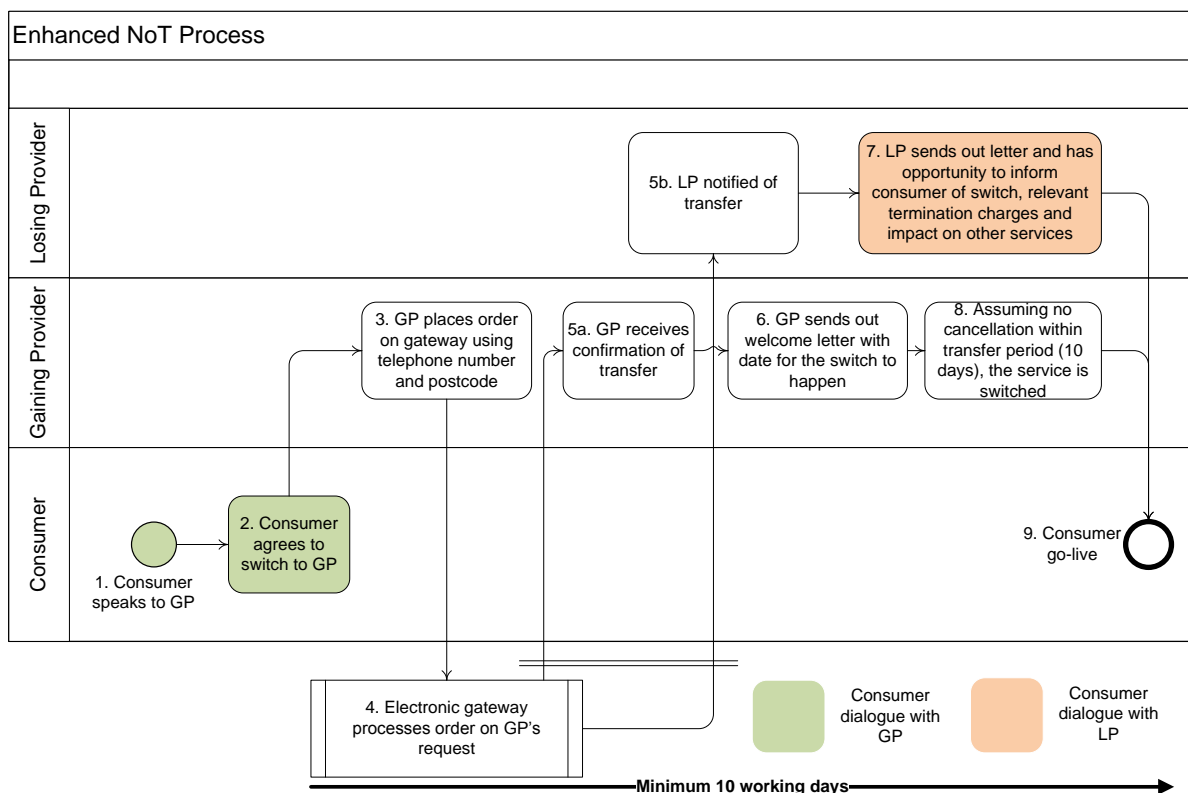 Enhanced NoT Process
Losing Provider
5b. LP notified of
transfer
7. LP sends out letter and has
opportunity to inform
consumer of switch, relevant
termination charges and
impact on other services
Gaining Provider
3. GP places order
on gateway using
telephone number
and postcode
5a. GP receives
confirmation of
transfer
6. GP sends out
welcome letter with
date for the switch to
happen
8. Assuming no
cancellation within
transfer period (10
days), the service is
switched
Consumer
1. Consumer
speaks to GP
2. Consumer
agrees to
switch to GP
9. Consumer
go-live
4. Electronic gateway
processes order on GP’s
request
Consumer
dialogue with
GP
Consumer
dialogue with
LP
Minimum 10 working days